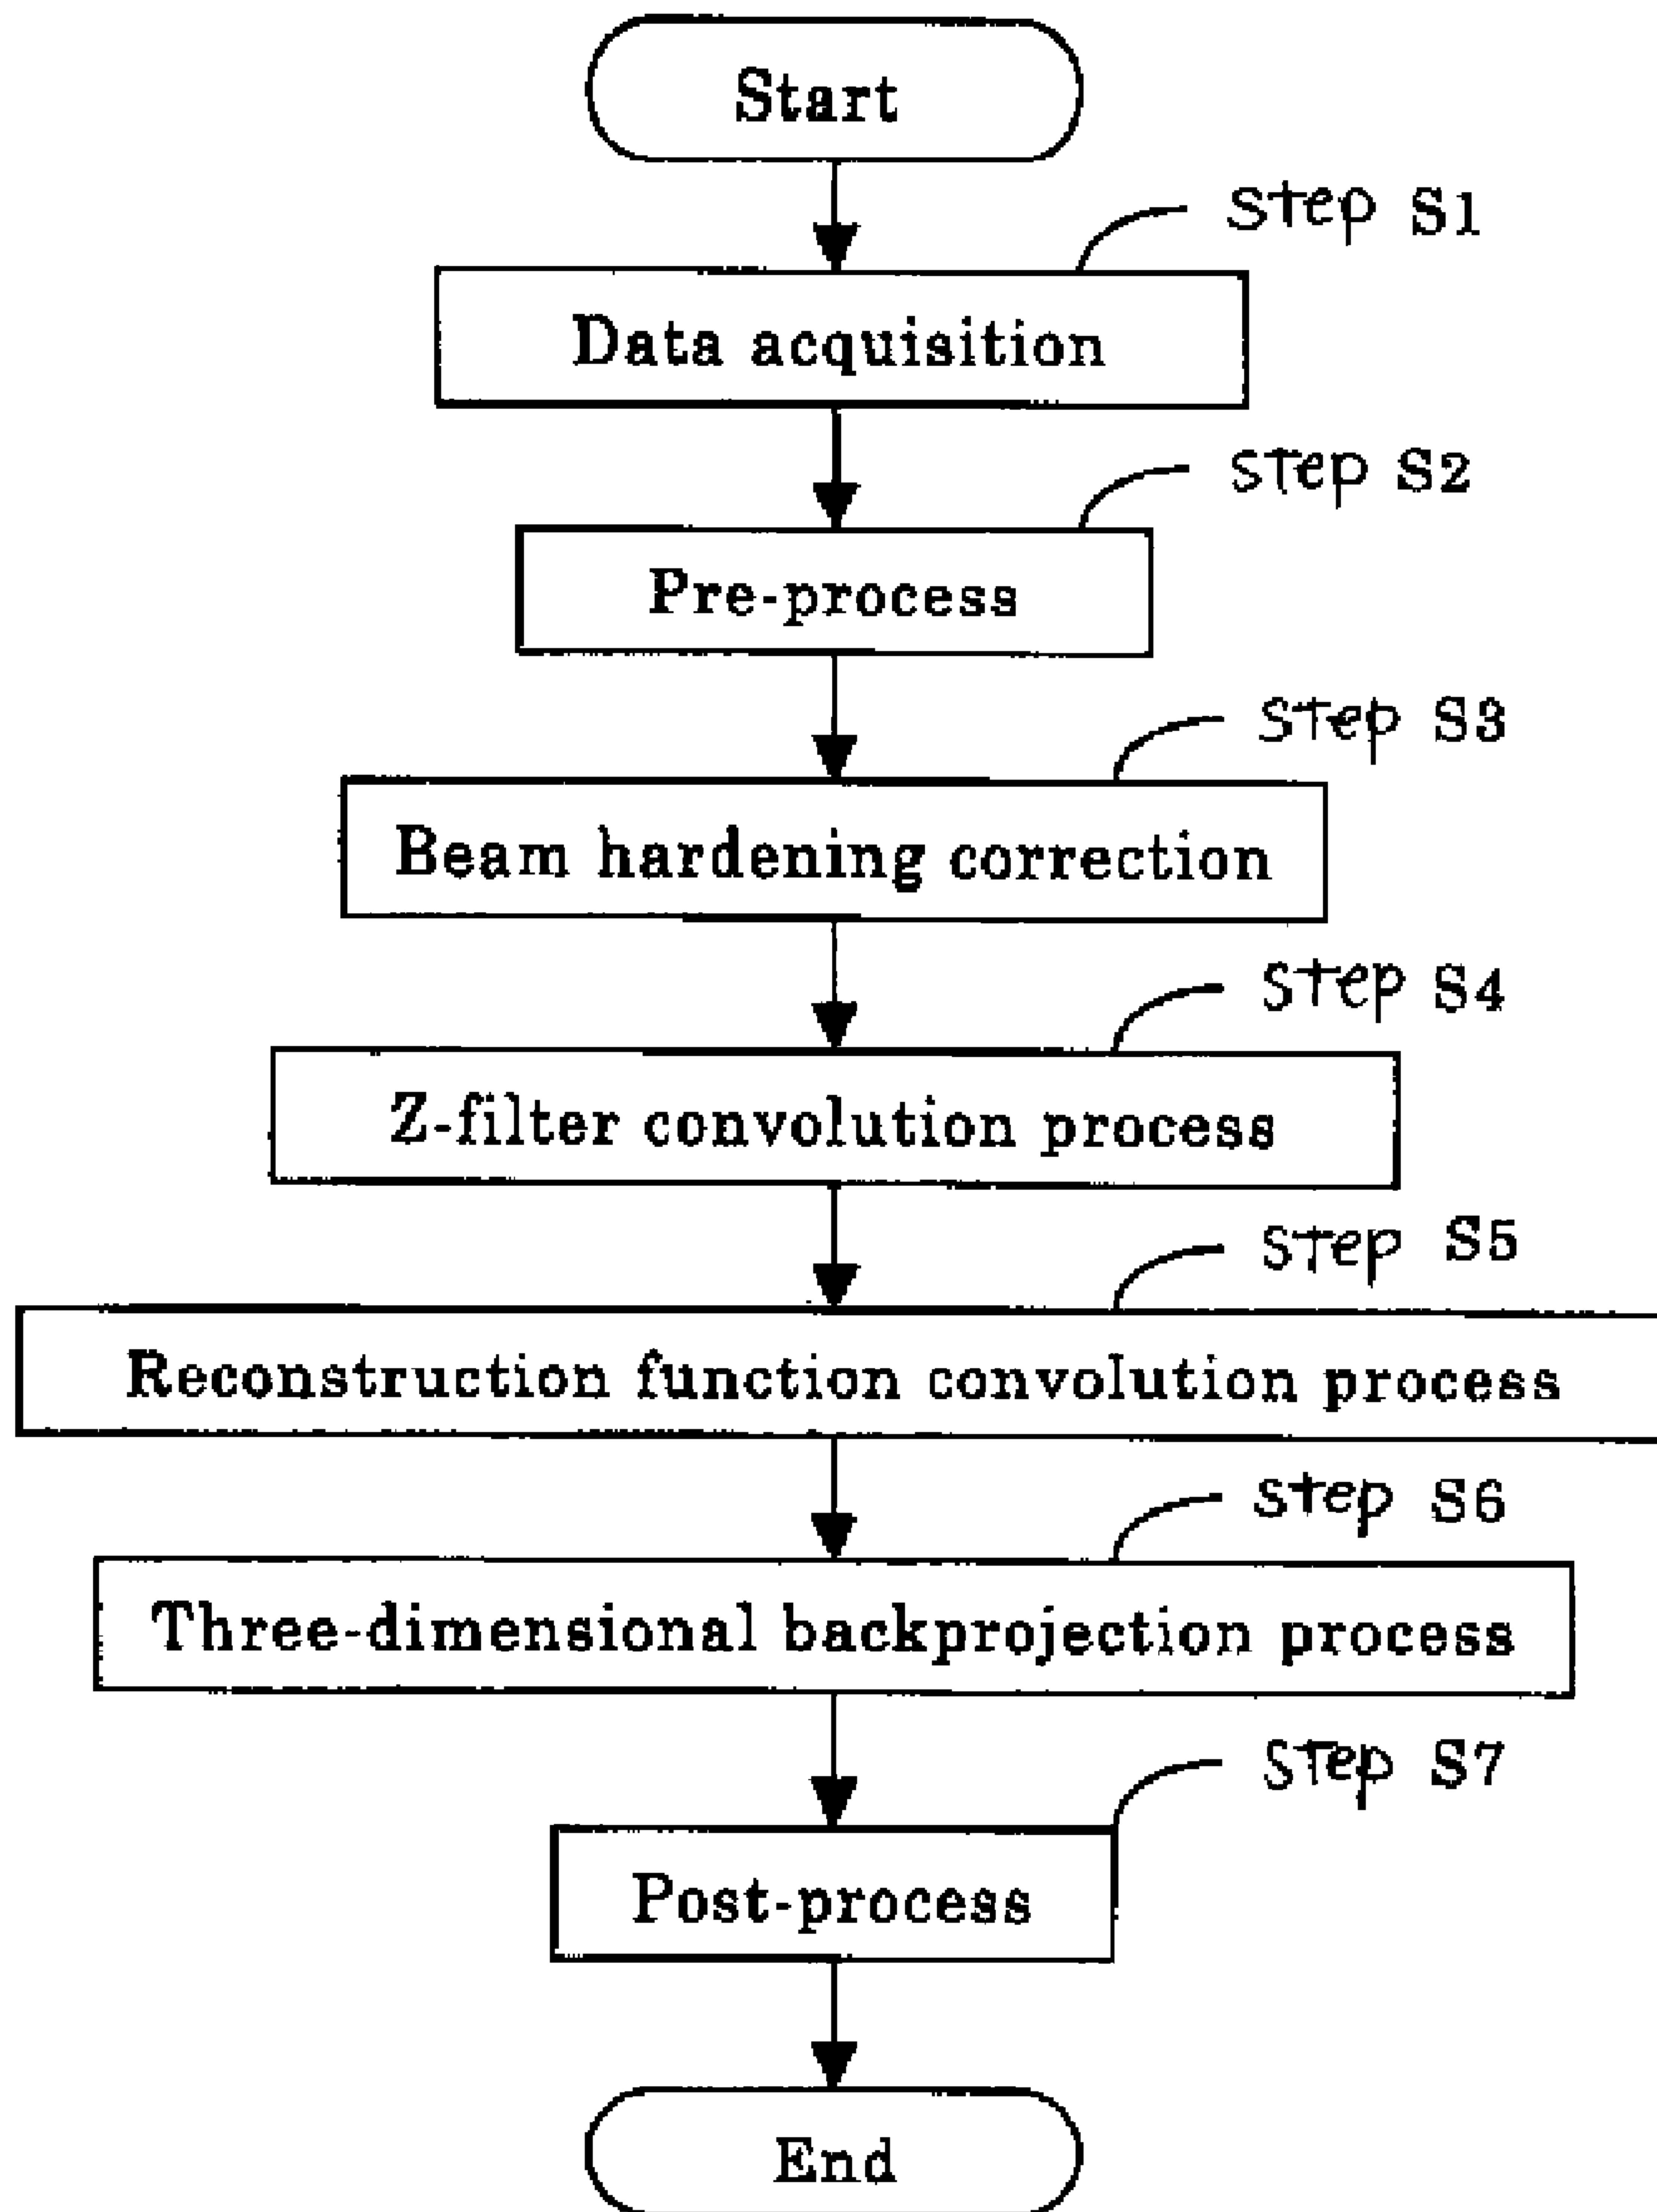 Start
Step S1
Data acquisition
Step S2
Pre-process
Step S3
Beam hardening correction
Step S4
Z-filter convolution process
Step S5
Reconstruction function convolution process
Step S6
Three-dimensional backprojection process
Step S7
Post-process
End